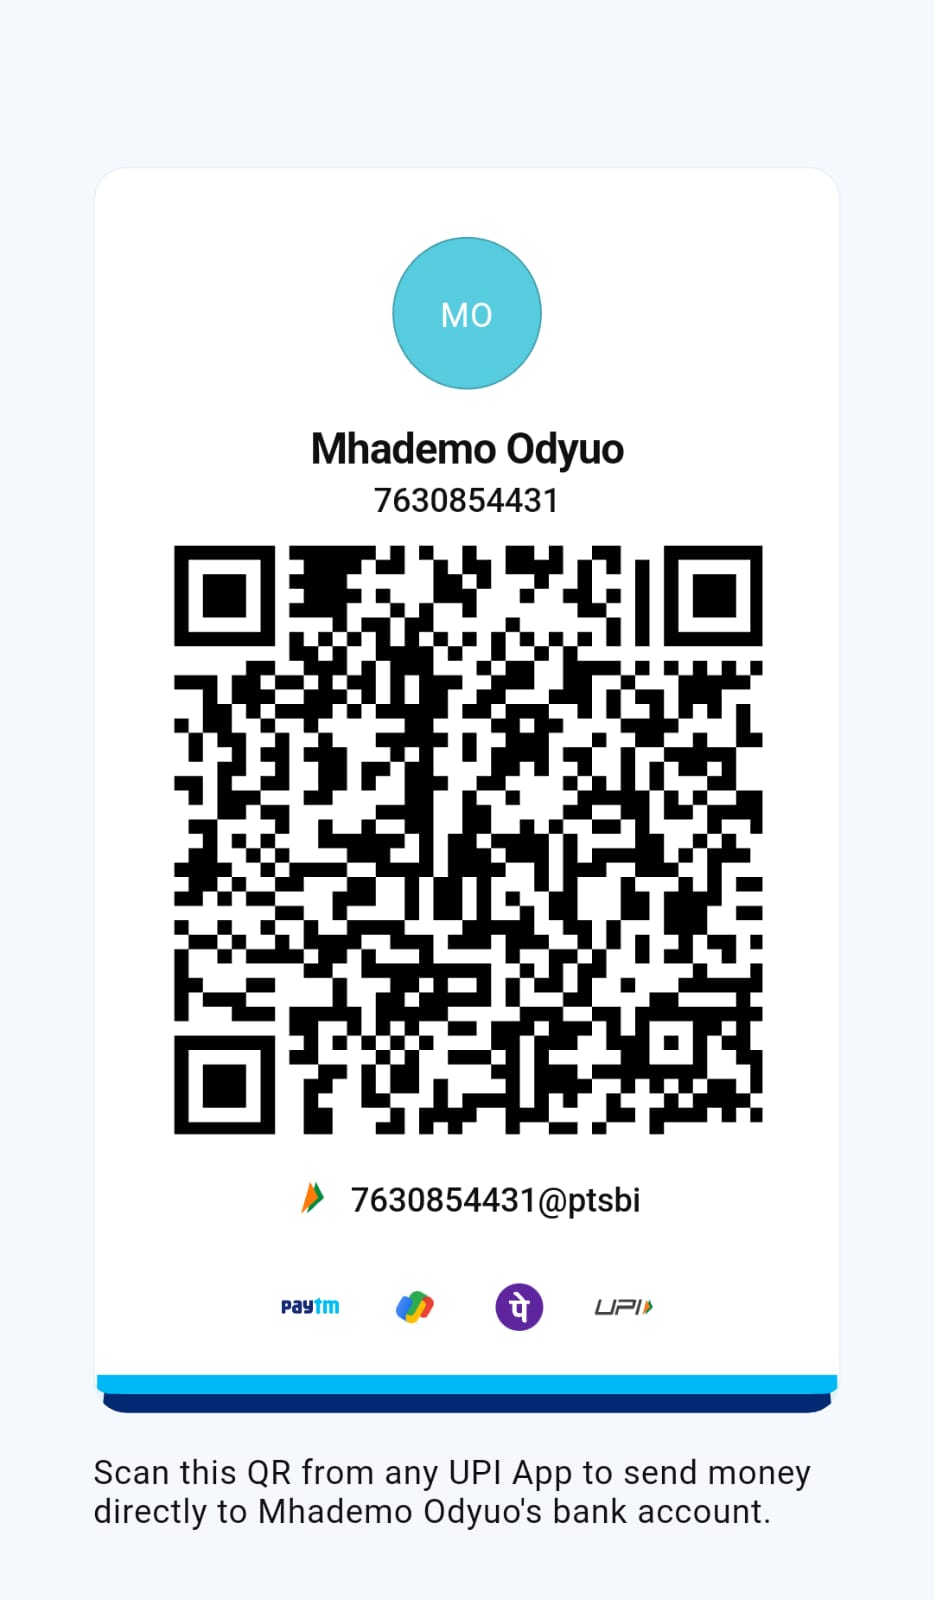 MO
Mhademo Odyuo
7630854431
7630854431@ptsbi
paytm पे UPI
Scan this QR from any UPI App to send money
directly to Mhademo Odyuo's bank account.